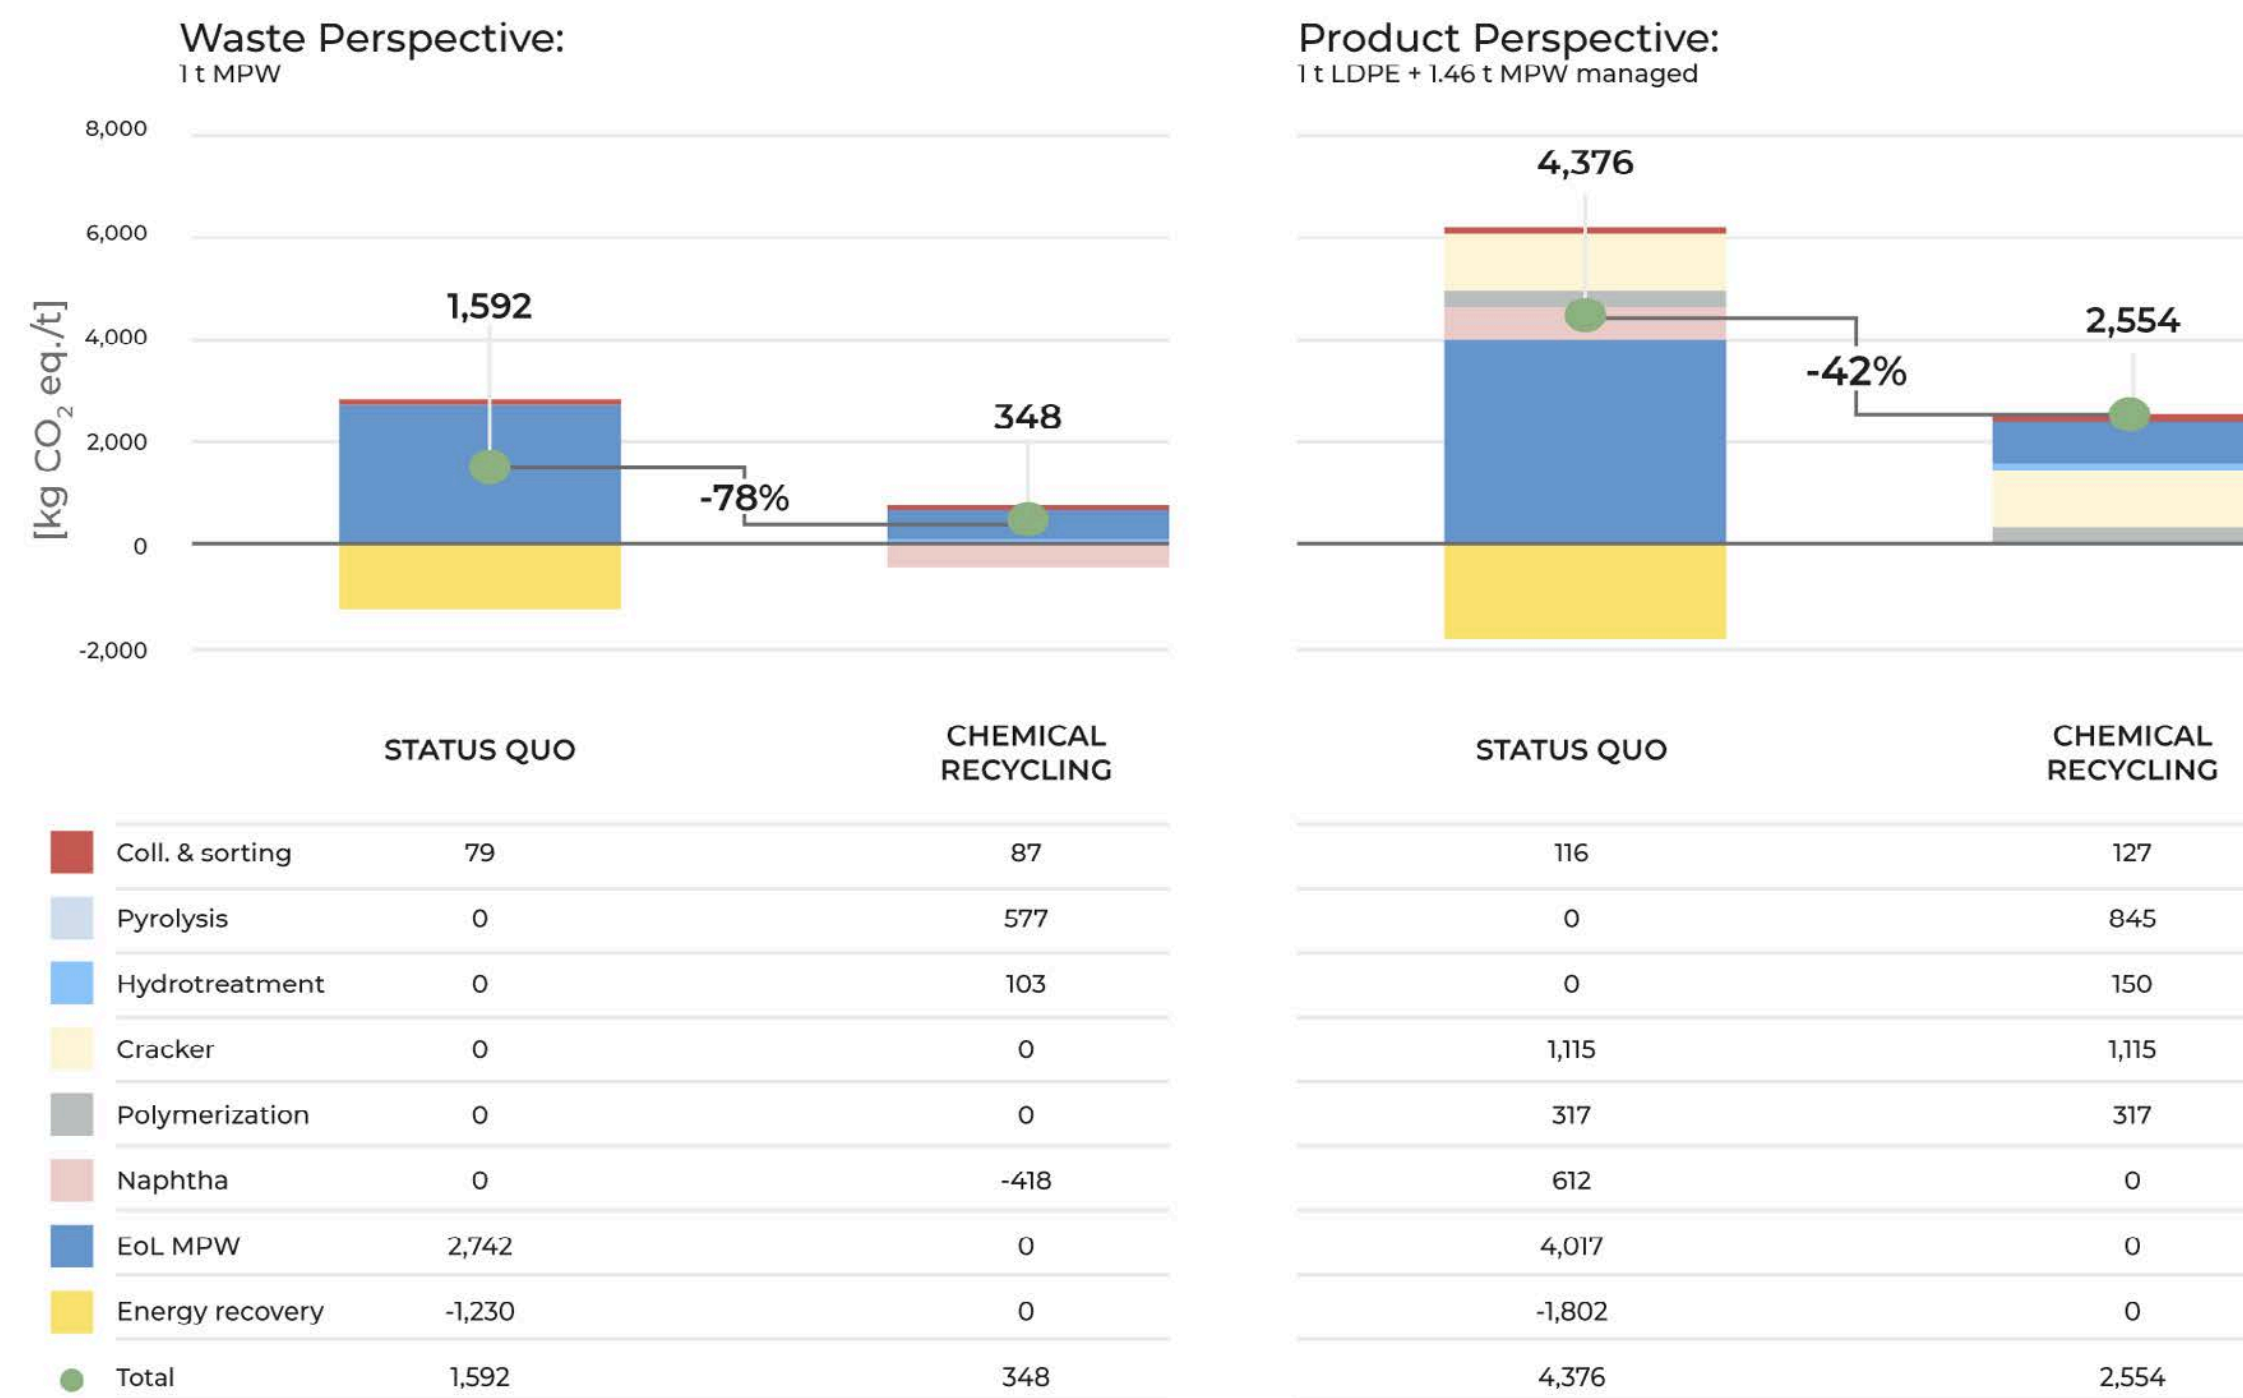 Waste Perspective:
1 t MPW
Product Perspective:
1 t LDPE + 1.46 t MPW managed
[kg CO₂ eq./t]
8,000
6,000
4,000
2,000
0
-2,000
1,592
-78%
348
4,376
-42%
2,554
STATUS QUO
CHEMICAL
RECYCLING
STATUS QUO
CHEMICAL
RECYCLING
Coll. & sorting 79 87 116 127
Pyrolysis 0 577 0 845
Hydrotreatment 0 103 0 150
Cracker 0 0 1,115 1,115
Polymerization 0 0 317 317
Naphtha 0 -418 612 0
EoL MPW 2,742 0 4,017 0
Energy recovery -1,230 0 -1,802 0
Total 1,592 348 4,376 2,554